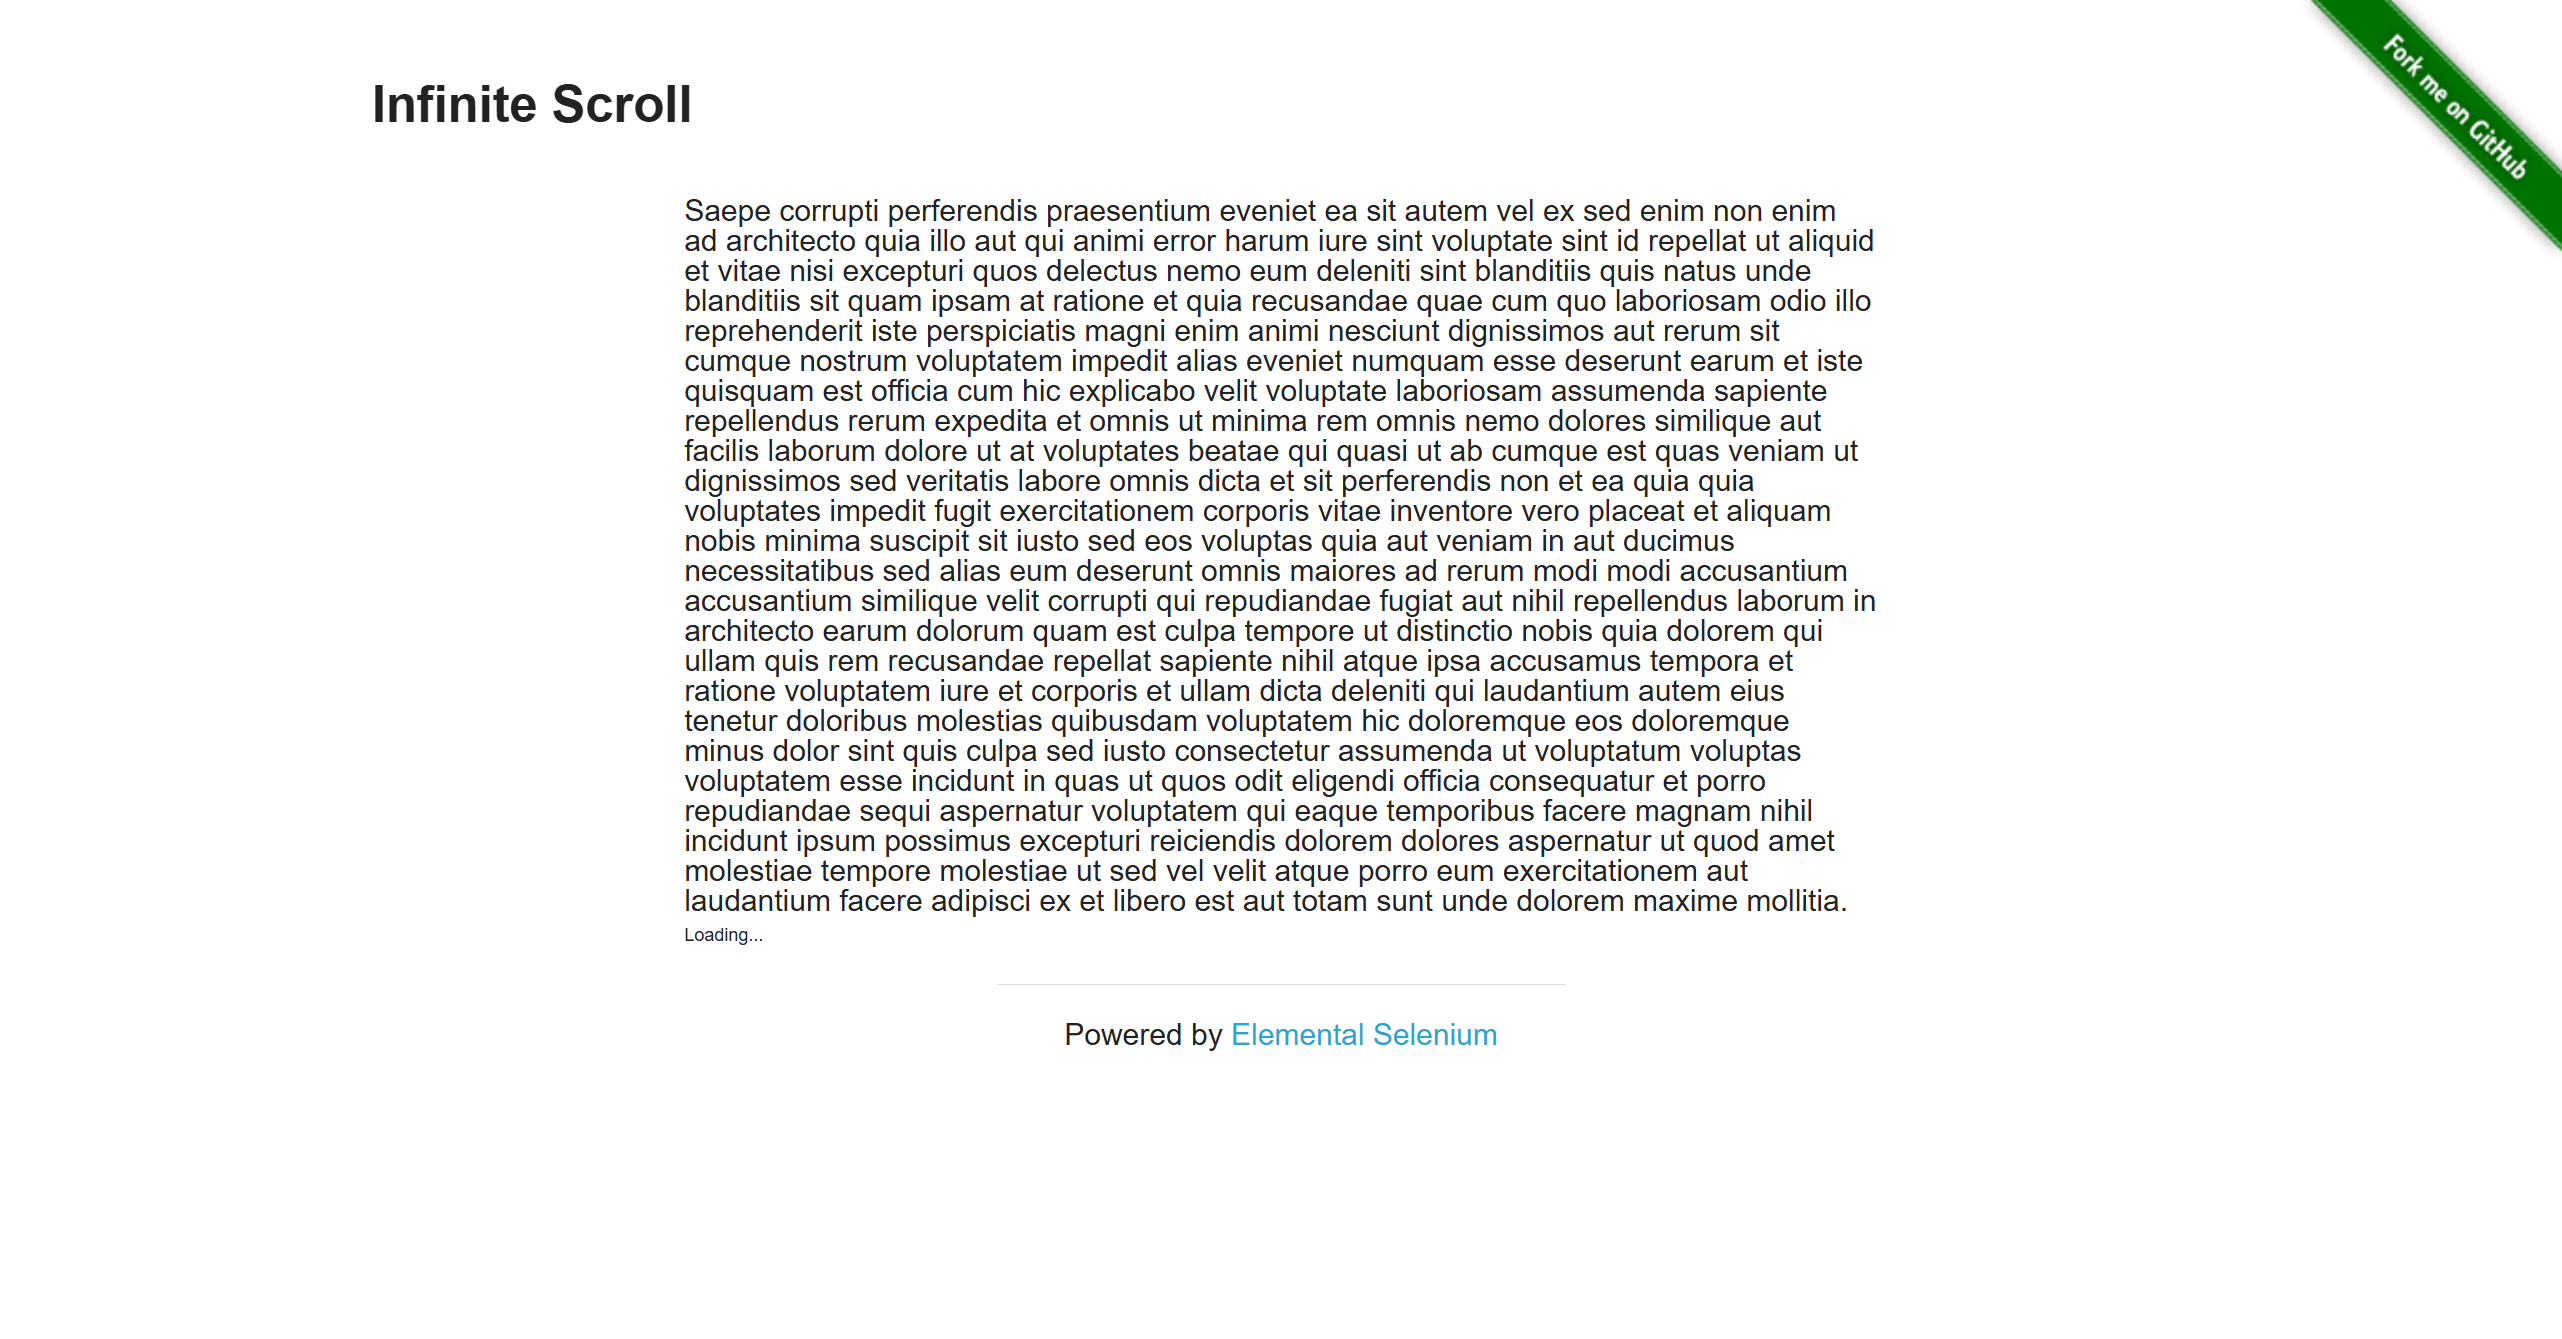 Fork me on GitHub
Infinite Scroll
Saepe corrupti perferendis praesentium eveniet ea sit autem vel ex sed enim non enim
ad architecto quia illo aut qui animi error harum iure sint voluptate sint id repellat ut aliquid
et vitae nisi excepturi quos delectus nemo eum deleniti sint blanditiis quis natus unde
blanditiis sit quam ipsam at ratione et quia recusandae quae cum quo laboriosam odio illo
reprehenderit iste perspiciatis magni enim animi nesciunt dignissimos aut rerum sit
cumque nostrum voluptatem impedit alias eveniet numquam esse deserunt earum et iste
quisquam est officia cum hic explicabo velit voluptate laboriosam assumenda sapiente
repellendus rerum expedita et omnis ut minima rem omnis nemo dolores similique aut
facilis laborum dolore ut at voluptates beatae qui quasi ut ab cumque est quas veniam ut
dignissimos sed veritatis labore omnis dicta et sit perferendis non et ea quia quia
voluptates impedit fugit exercitationem corporis vitae inventore vero placeat et aliquam
nobis minima suscipit sit iusto sed eos voluptas quia aut veniam in aut ducimus
necessitatibus sed alias eum deserunt omnis maiores ad rerum modi modi accusantium
accusantium similique velit corrupti qui repudiandae fugiat aut nihil repellendus laborum in
architecto earum dolorum quam est culpa tempore ut distinctio nobis quia dolorem qui
ullam quis rem recusandae repellat sapiente nihil atque ipsa accusamus tempora et
ratione voluptatem iure et corporis et ullam dicta deleniti qui laudantium autem eius
tenetur doloribus molestias quibusdam voluptatem hic doloremque eos doloremque
minus dolor sint quis culpa sed iusto consectetur assumenda ut voluptatum voluptas
voluptatem esse incidunt in quas ut quos odit eligendi officia consequatur et porro
repudiandae sequi aspernatur voluptatem qui eaque temporibus facere magnam nihil
incidunt ipsum possimus excepturi reiciendis dolorem dolores aspernatur ut quod amet
molestiae tempore molestiae ut sed vel velit atque porro eum exercitationem aut
laudantium facere adipisci ex et libero est aut totam sunt unde dolorem maxime mollitia.
Loading...
Powered by Elemental Selenium